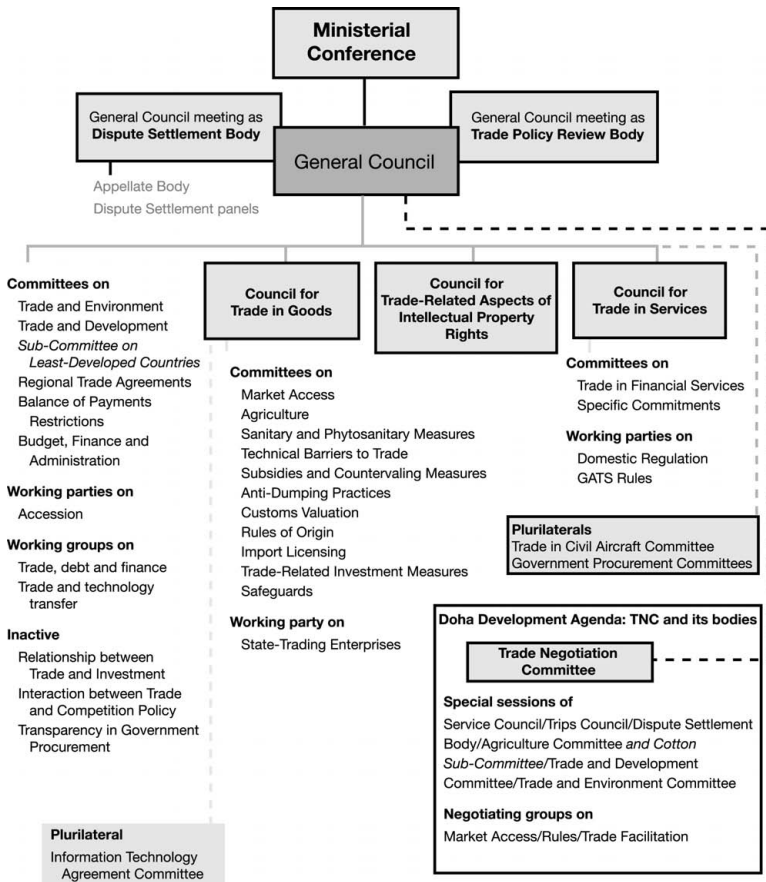 Ministerial
Conference
General Council meeting as
Dispute Settlement Body
General Council meeting as
Trade Policy Review Body
General Council
Appellate Body
Dispute Settlement panels
Committees on
Trade and Environment
Trade and Development
Sub-Committee on
Least-Developed Countries
Regional Trade Agreements
Balance of Payments
Restrictions
Budget, Finance and
Administration
Working parties on
Accession
Working groups on
Trade, debt and finance
Trade and technology
transfer
Inactive
Relationship between
Trade and Investment
Interaction between Trade
and Competition Policy
Transparency in Government
Procurement
Council for
Trade in Goods
Committees on
Market Access
Agriculture
Sanitary and Phytosanitary Measures
Technical Barriers to Trade
Subsidies and Countervaling Measures
Anti-Dumping Practices
Customs Valuation
Rules of Origin
Import Licensing
Trade-Related Investment Measures
Safeguards
Working party on
State-Trading Enterprises
Plurilateral
Information Technology
Agreement Committee
Council for
Trade-Related Aspects of
Intellectual Property
Rights
Council for
Trade in Services
Committees on
Trade in Financial Services
Specific Commitments
Working parties on
Domestic Regulation
GATS Rules
Plurilaterals
Trade in Civil Aircraft Committee
Government Procurement Committees
Doha Development Agenda: TNC and its bodies
Trade Negotiation
Committee
Special sessions of
Service Council/Trips Council/Dispute Settlement
Body/Agriculture Committee and Cotton
Sub-Committee/Trade and Development
Committee/Trade and Environment Committee
Negotiating groups on
Market Access/Rules/Trade Facilitation